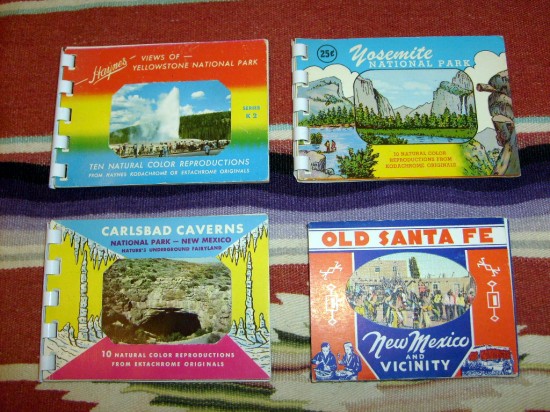 Haynes
VIEWS OF —
YELLOWSTONE NATIONAL PARK
SERIES
K 2
TEN NATURAL COLOR REPRODUCTIONS
FROM HAYNES KODACHROME OR EKTACHROME ORIGINALS
25¢
Yosemite
NATIONAL PARK
10 NATURAL COLOR
REPRODUCTIONS FROM
KODACHROME ORIGINALS
CARLSBAD CAVERNS
NATIONAL PARK — NEW MEXICO
NATURE'S UNDERGROUND FAIRYLAND
10 NATURAL COLOR REPRODUCTIONS
FROM EKTACHROME ORIGINALS
OLD SANTA FE
New Mexico
AND
VICINITY